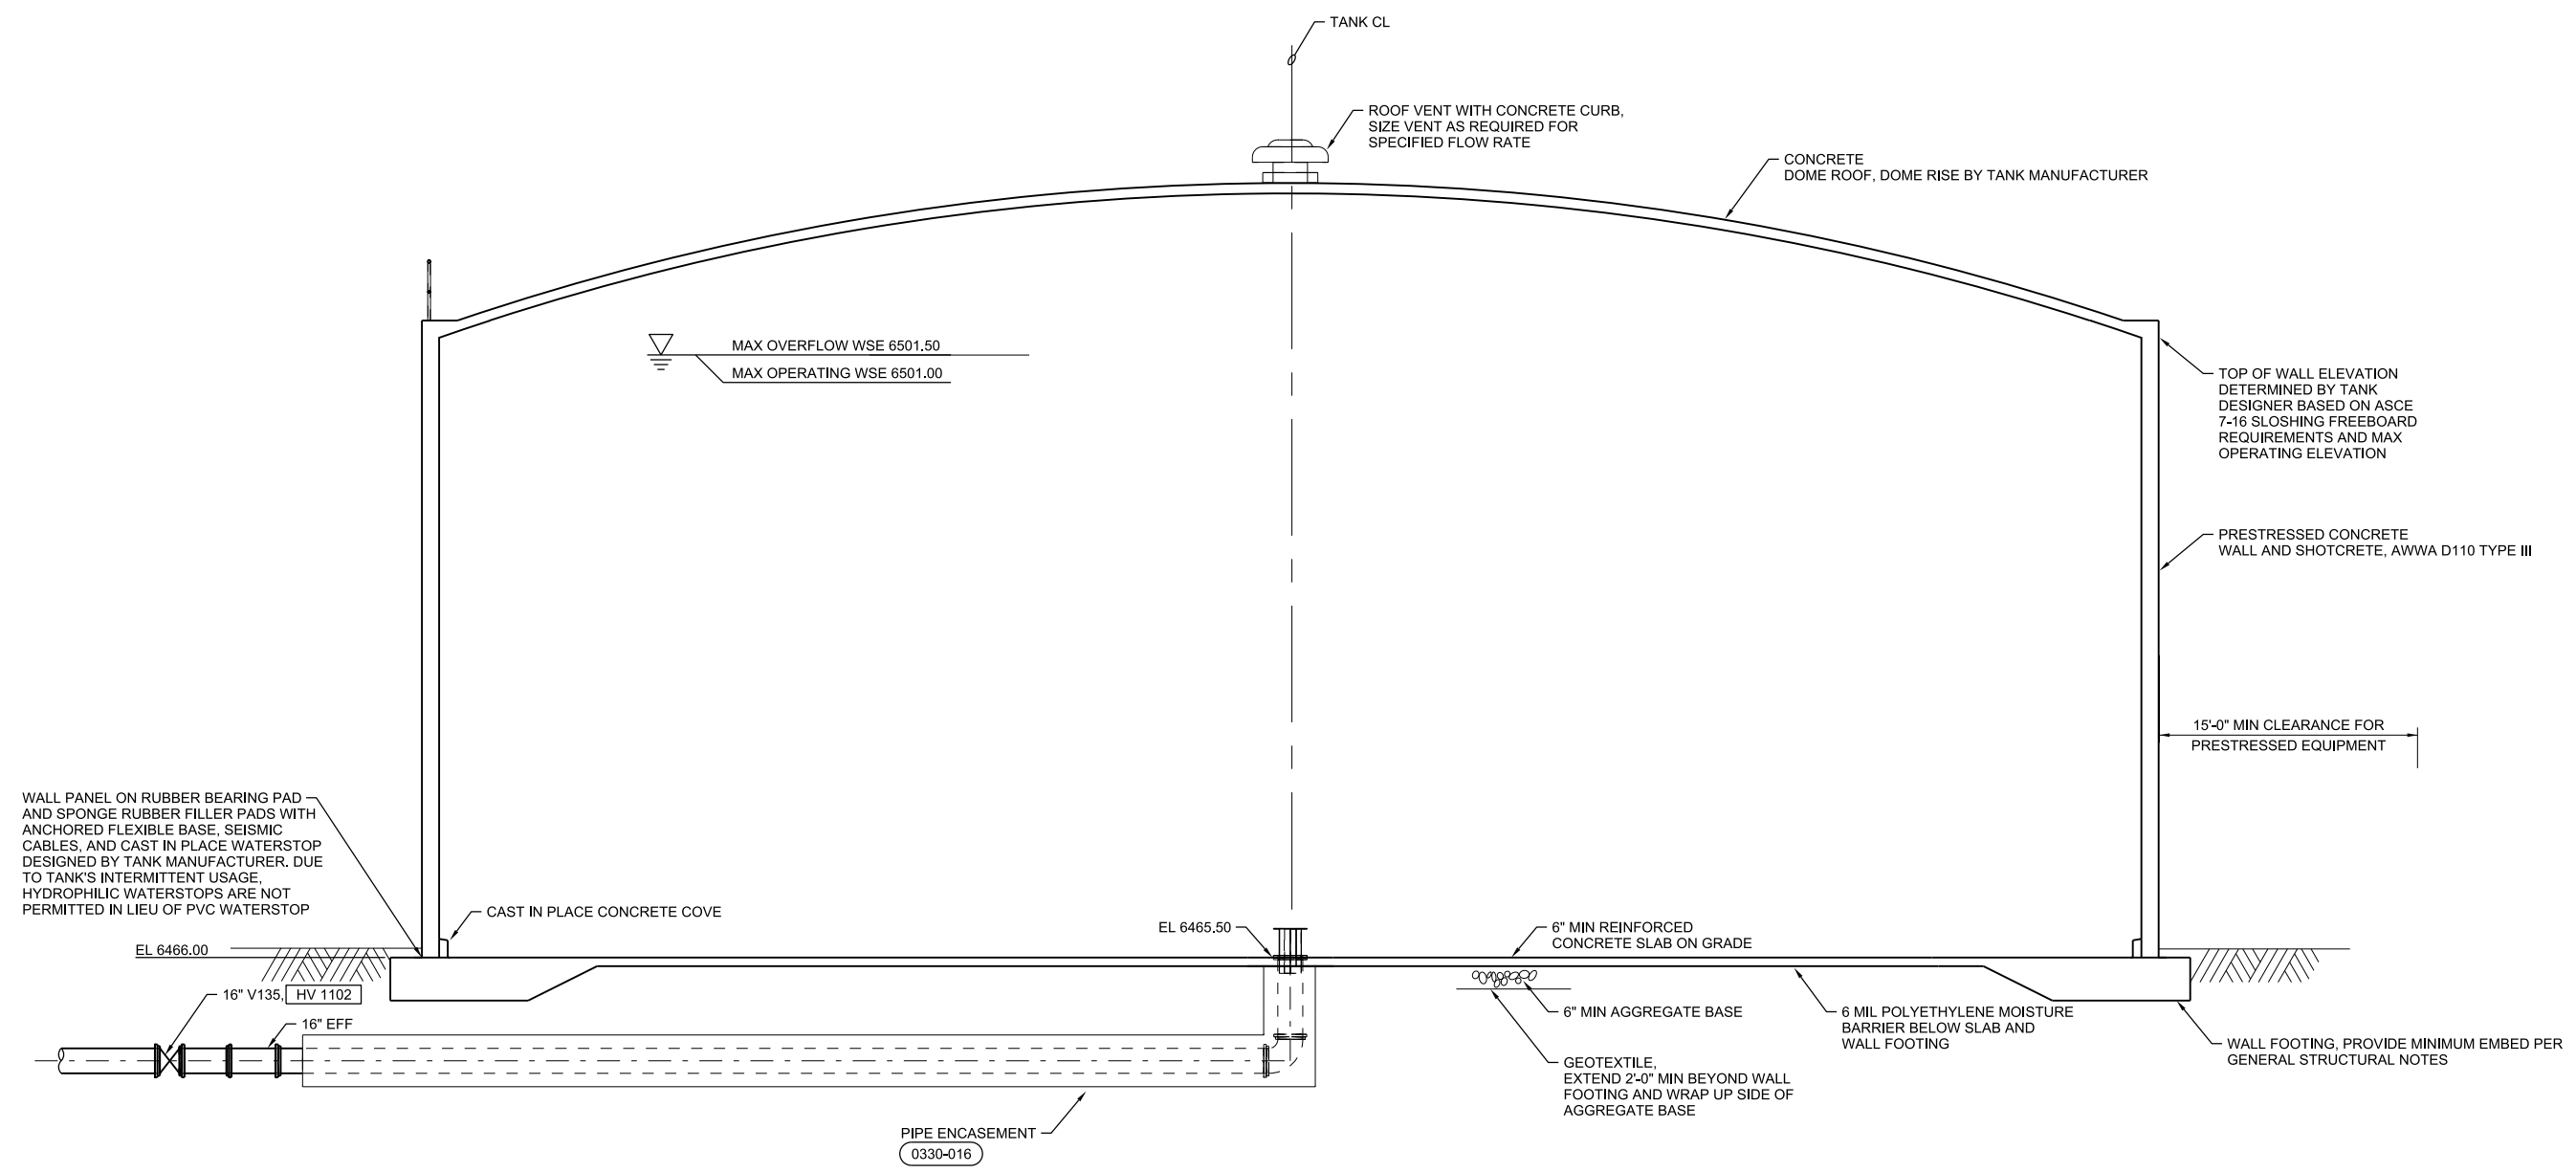 TANK CL
ROOF VENT WITH CONCRETE CURB,
SIZE VENT AS REQUIRED FOR
SPECIFIED FLOW RATE
CONCRETE
DOME ROOF, DOME RISE BY TANK MANUFACTURER
MAX OVERFLOW WSE 6501.50
MAX OPERATING WSE 6501.00
TOP OF WALL ELEVATION
DETERMINED BY TANK
DESIGNER BASED ON ASCE
7-16 SLOSHING FREEBOARD
REQUIREMENTS AND MAX
OPERATING ELEVATION
PRESTRESSED CONCRETE
WALL AND SHOTCRETE, AWWA D110 TYPE III
15'-0" MIN CLEARANCE FOR
PRESTRESSED EQUIPMENT
WALL PANEL ON RUBBER BEARING PAD
AND SPONGE RUBBER FILLER PADS WITH
ANCHORED FLEXIBLE BASE, SEISMIC
CABLES, AND CAST IN PLACE WATERSTOP
DESIGNED BY TANK MANUFACTURER. DUE
TO TANK'S INTERMITTENT USAGE,
HYDROPHILIC WATERSTOPS ARE NOT
PERMITTED IN LIEU OF PVC WATERSTOP
CAST IN PLACE CONCRETE COVE
EL 6465.50
6" MIN REINFORCED
CONCRETE SLAB ON GRADE
EL 6466.00
16" V135, HV 1102
16" EFF
6" MIN AGGREGATE BASE
6 MIL POLYETHYLENE MOISTURE
BARRIER BELOW SLAB AND
WALL FOOTING
WALL FOOTING, PROVIDE MINIMUM EMBED PER
GENERAL STRUCTURAL NOTES
GEOTEXTILE,
EXTEND 2'-0" MIN BEYOND WALL
FOOTING AND WRAP UP SIDE OF
AGGREGATE BASE
PIPE ENCASEMENT
0330-016